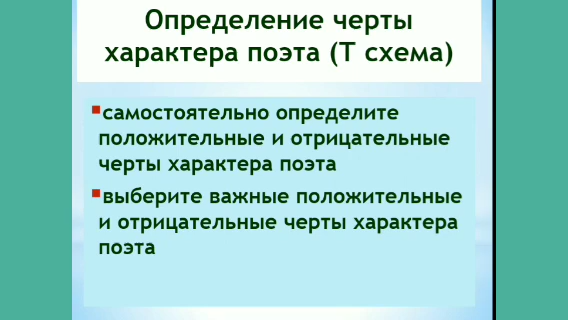 Определение черты
характера поэта (Т схема)
самостоятельно определите
положительные и отрицательные
черты характера поэта
выберите важные положительные
и отрицательные черты характера
поэта